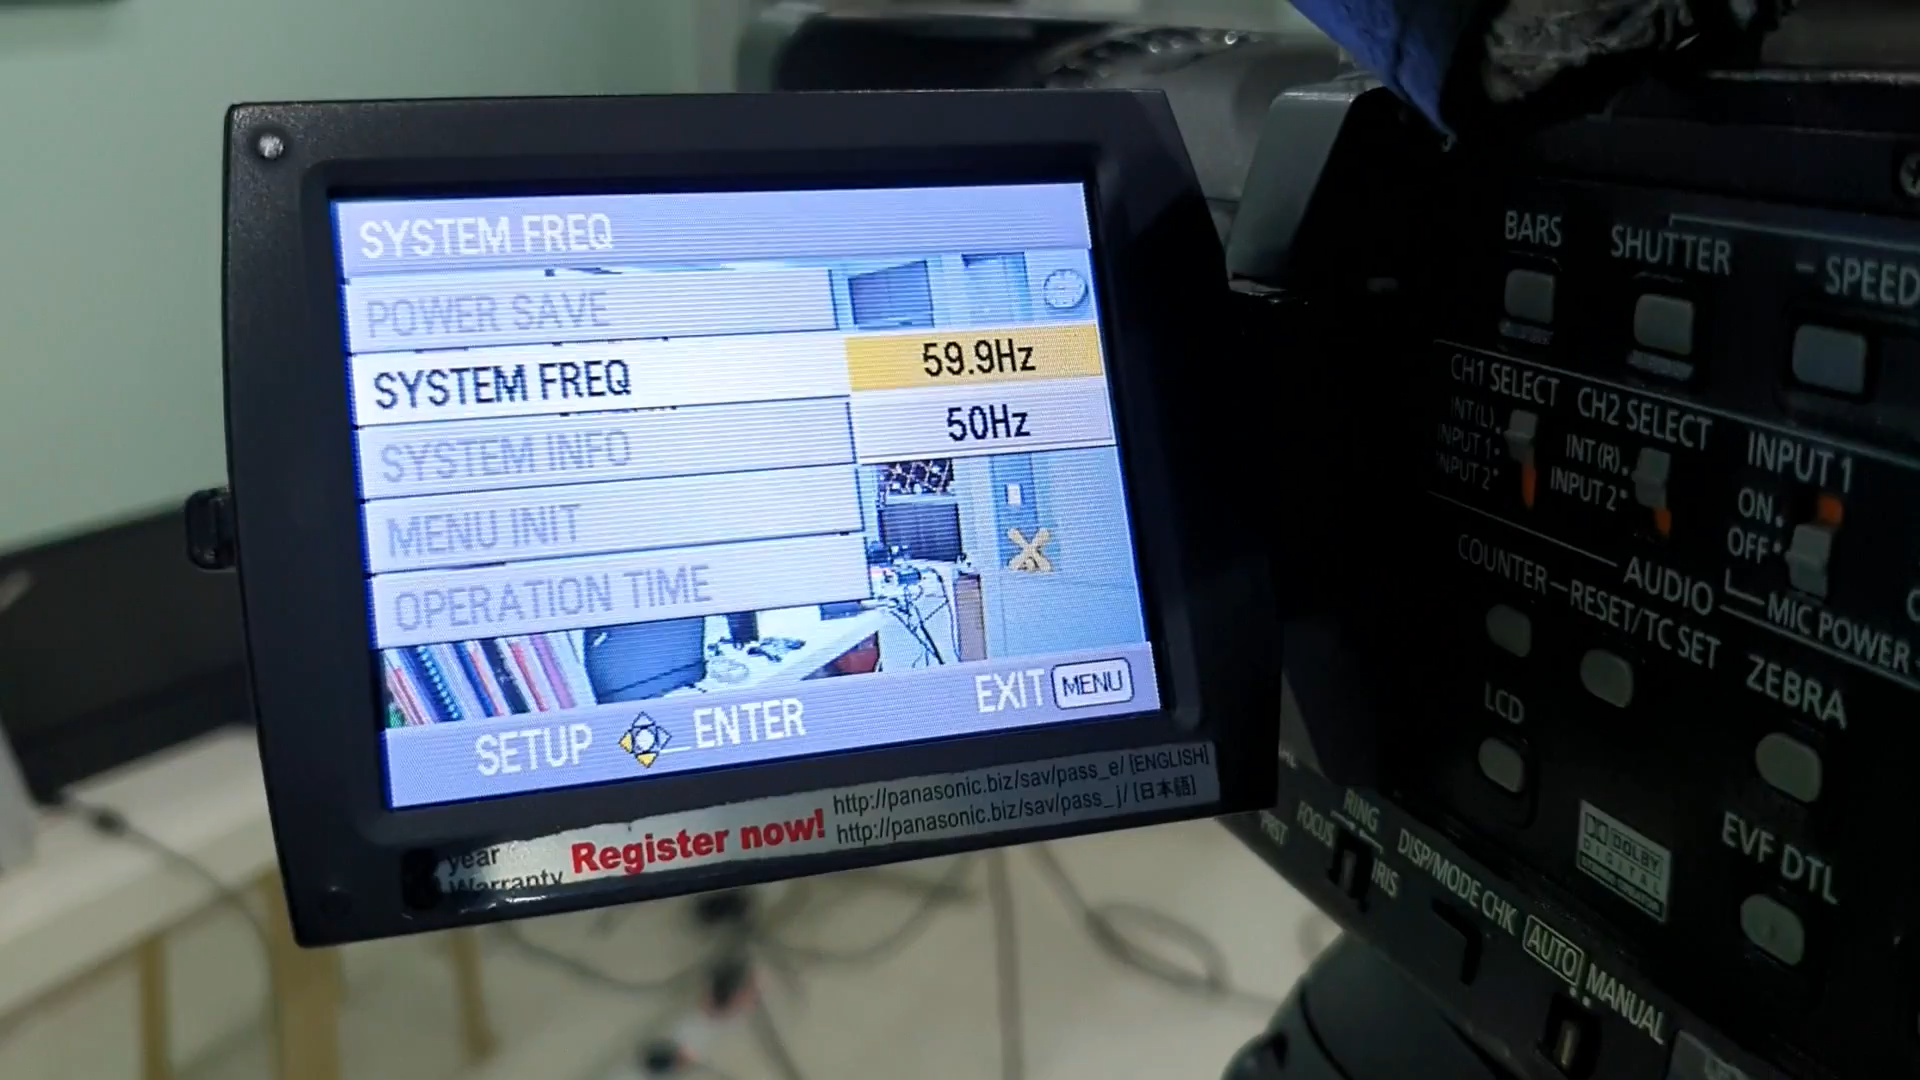 SYSTEM FREQ
POWER SAVE
SYSTEM FREQ 59.9Hz
SYSTEM INFO 50Hz
MENU INIT
OPERATION TIME
SETUP ENTER EXIT MENU
year
Warranty
Register now!
http://panasonic.biz/sav/pass_e/ [ENGLISH]
http://panasonic.biz/sav/pass_j/ [日本語]
BARS
SHUTTER
SPEED
CH1 SELECT
INT(L)
INPUT 1
INPUT 2
CH2 SELECT
INT(R)
INPUT 2
INPUT 1
ON
OFF
AUDIO
MIC POWER
COUNTER
RESET/TC SET
ZEBRA
LCD
EVF DTL
DOLBY
DIGITAL
RING
FOCUS
IRIS
DISP/MODE CHK
AUTO
MANUAL